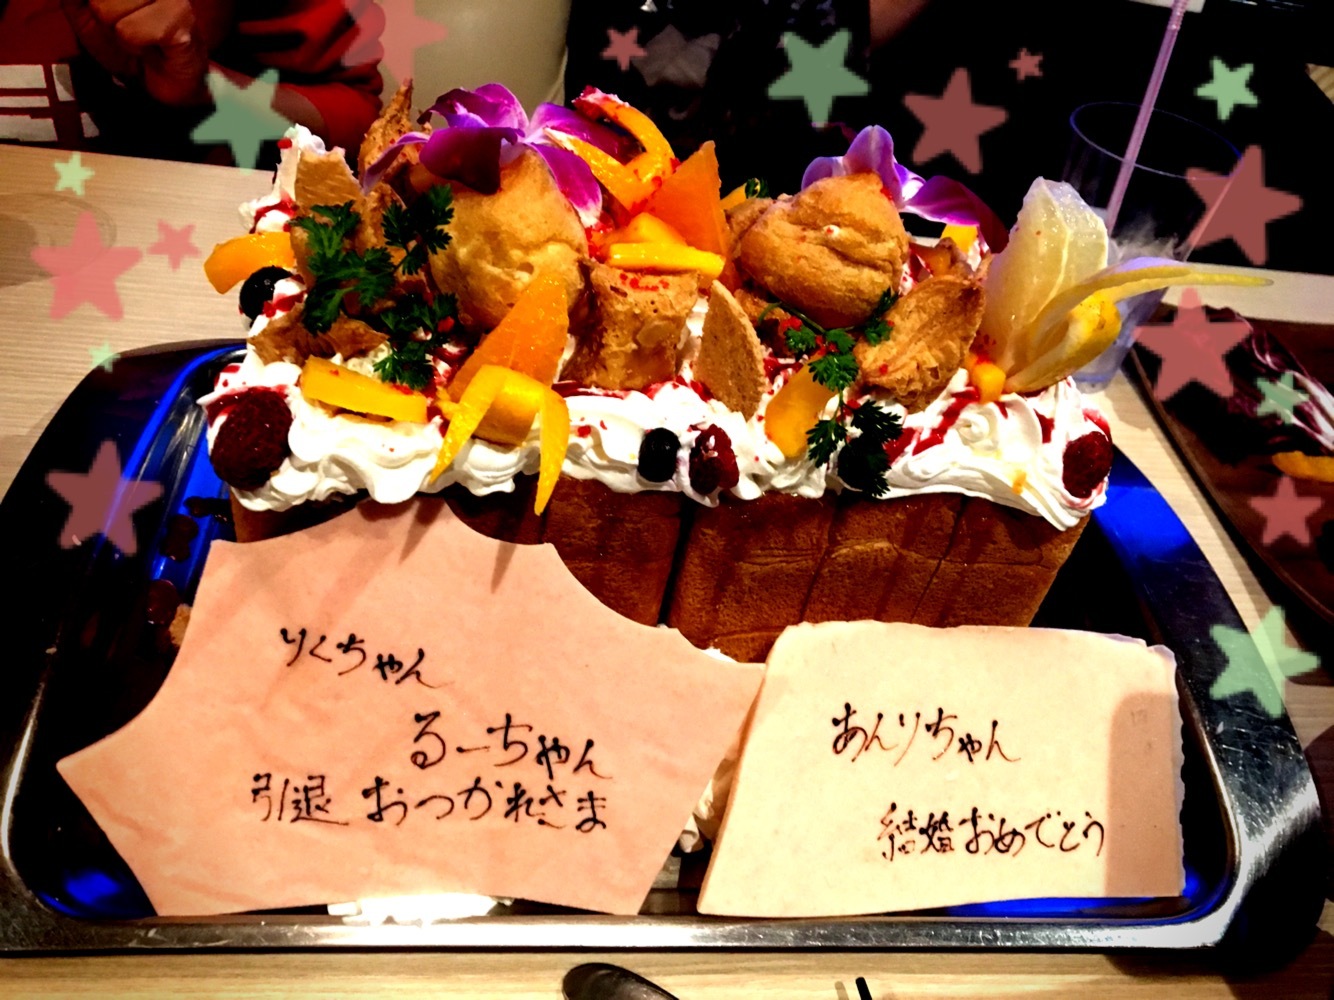 りくちゃん
るーちゃん
引退 おつかれさま
あんりちゃん
結婚おめでとう